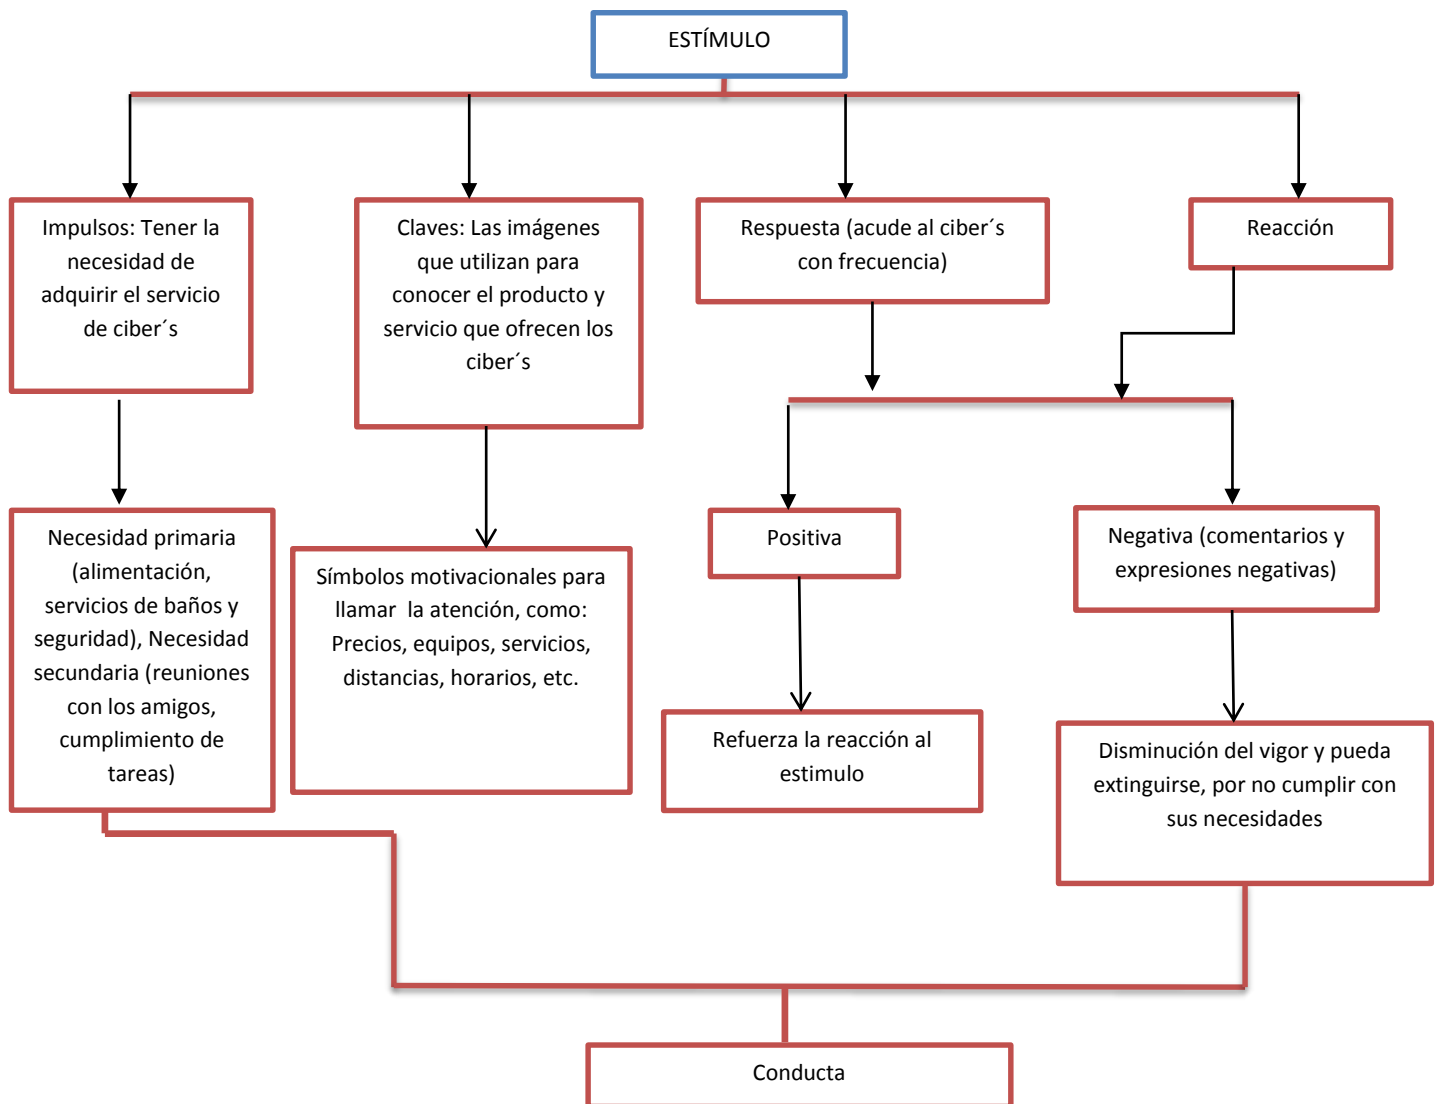 ESTÍMULO
Impulsos: Tener la
necesidad de
adquirir el servicio
de ciber´s
Claves: Las imágenes
que utilizan para
conocer el producto y
servicio que ofrecen los
ciber´s
Respuesta (acude al ciber´s
con frecuencia)
Reacción
Necesidad primaria
(alimentación,
servicios de baños y
seguridad), Necesidad
secundaria (reuniones
con los amigos,
cumplimiento de
tareas)
Símbolos motivacionales para
llamar  la atención, como:
Precios, equipos, servicios,
distancias, horarios, etc.
Positiva
Negativa (comentarios y
expresiones negativas)
Refuerza la reacción al
estimulo
Disminución del vigor y pueda
extinguirse, por no cumplir con
sus necesidades
Conducta